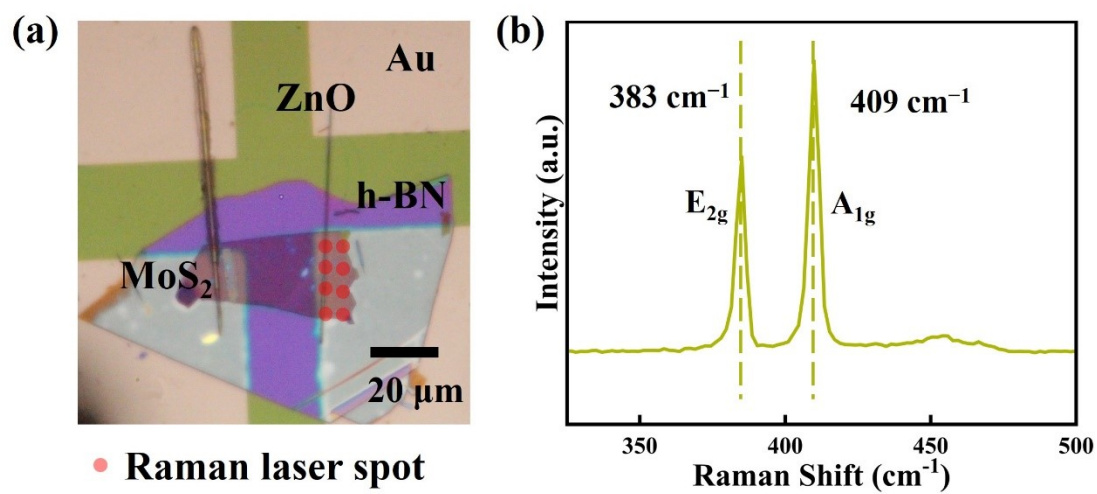 (a)
Au
ZnO
h-BN
MoS₂
20 μm
Raman laser spot
(b)
383 cm⁻¹
409 cm⁻¹
E₂g
A₁g
Intensity (a.u.)
350
400
450
500
Raman Shift (cm⁻¹)